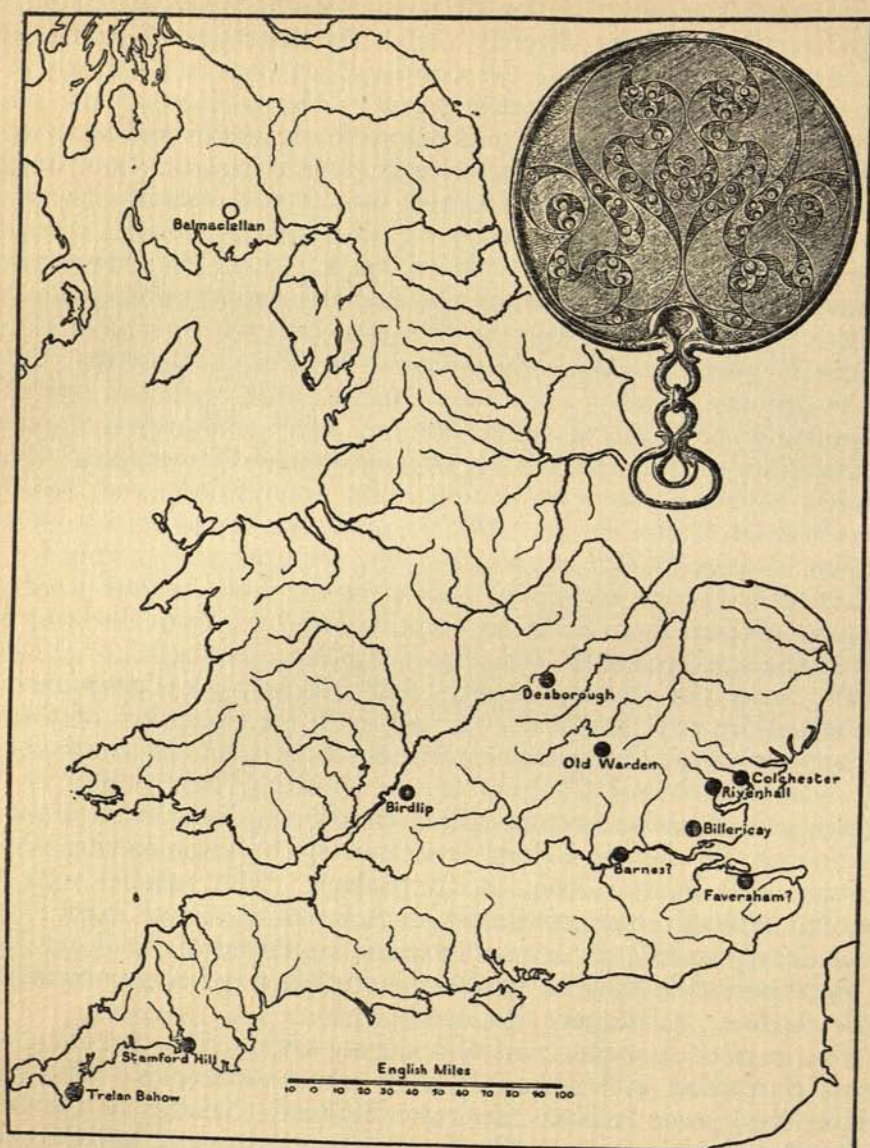 Balmaclellan
Desborough
Old Warden
Colchester
Rivenhall
Birdlip
Billericay
Barnes?
Faversham?
Stamford Hill
English Miles
10 0 10 20 30 40 50 60 70 80 90 100
Trelan Bahow